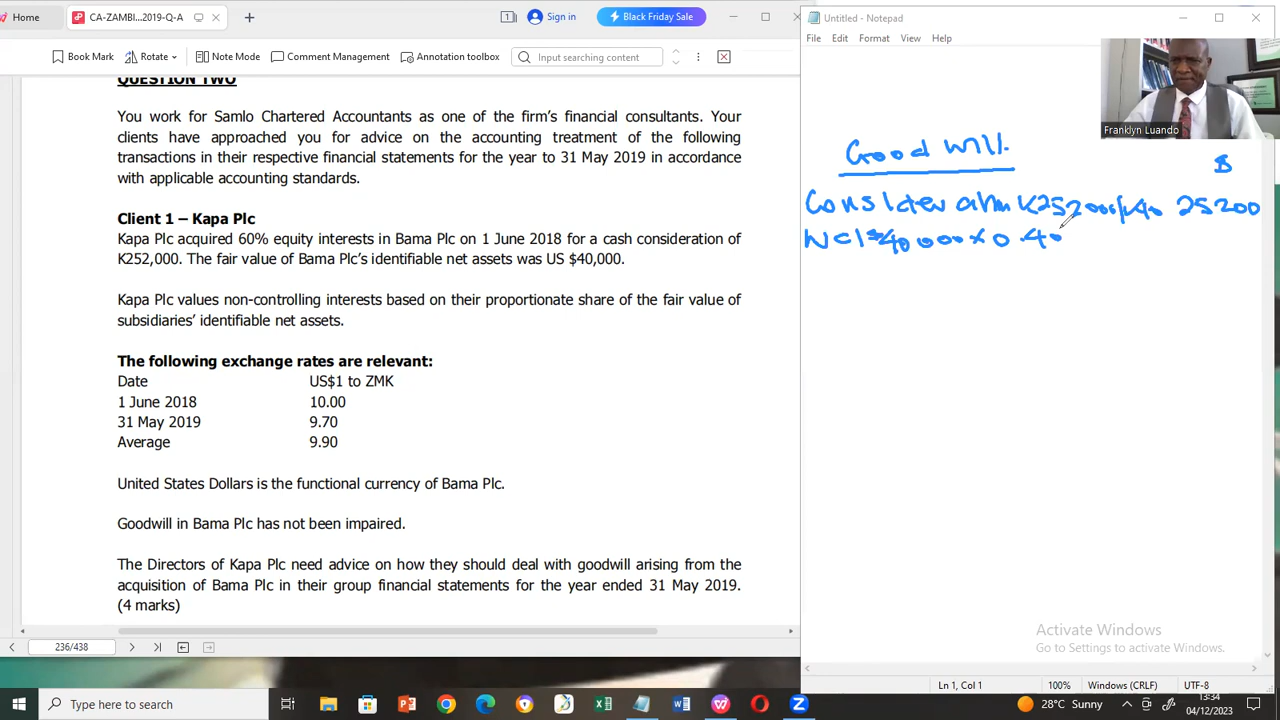 Home
CA-ZAMBI...2019-Q-A
Sign in
Black Friday Sale
Book Mark
Rotate
Note Mode
Comment Management
Annotation toolbox
Input searching content
QUESTION TWO
You work for Samlo Chartered Accountants as one of the firm's financial consultants. Your
clients have approached you for advice on the accounting treatment of the following
transactions in their respective financial statements for the year to 31 May 2019 in accordance
with applicable accounting standards.
Client 1 – Kapa Plc
Kapa Plc acquired 60% equity interests in Bama Plc on 1 June 2018 for a cash consideration of
K252,000. The fair value of Bama Plc's identifiable net assets was US $40,000.
Kapa Plc values non-controlling interests based on their proportionate share of the fair value of
subsidiaries' identifiable net assets.
The following exchange rates are relevant:
Date US$1 to ZMK
1 June 2018 10.00
31 May 2019 9.70
Average 9.90
United States Dollars is the functional currency of Bama Plc.
Goodwill in Bama Plc has not been impaired.
The Directors of Kapa Plc need advice on how they should deal with goodwill arising from the
acquisition of Bama Plc in their group financial statements for the year ended 31 May 2019.
(4 marks)
236/438
Untitled - Notepad
File Edit Format View Help
Franklyn Luando
Good Will
$
K252000 25200
NCI $40000 x 0.40
Activate Windows
Go to Settings to activate Windows.
Ln 1, Col 1
100%
Windows (CRLF)
UTF-8
Type here to search
28°C Sunny
13:34
04/12/2023